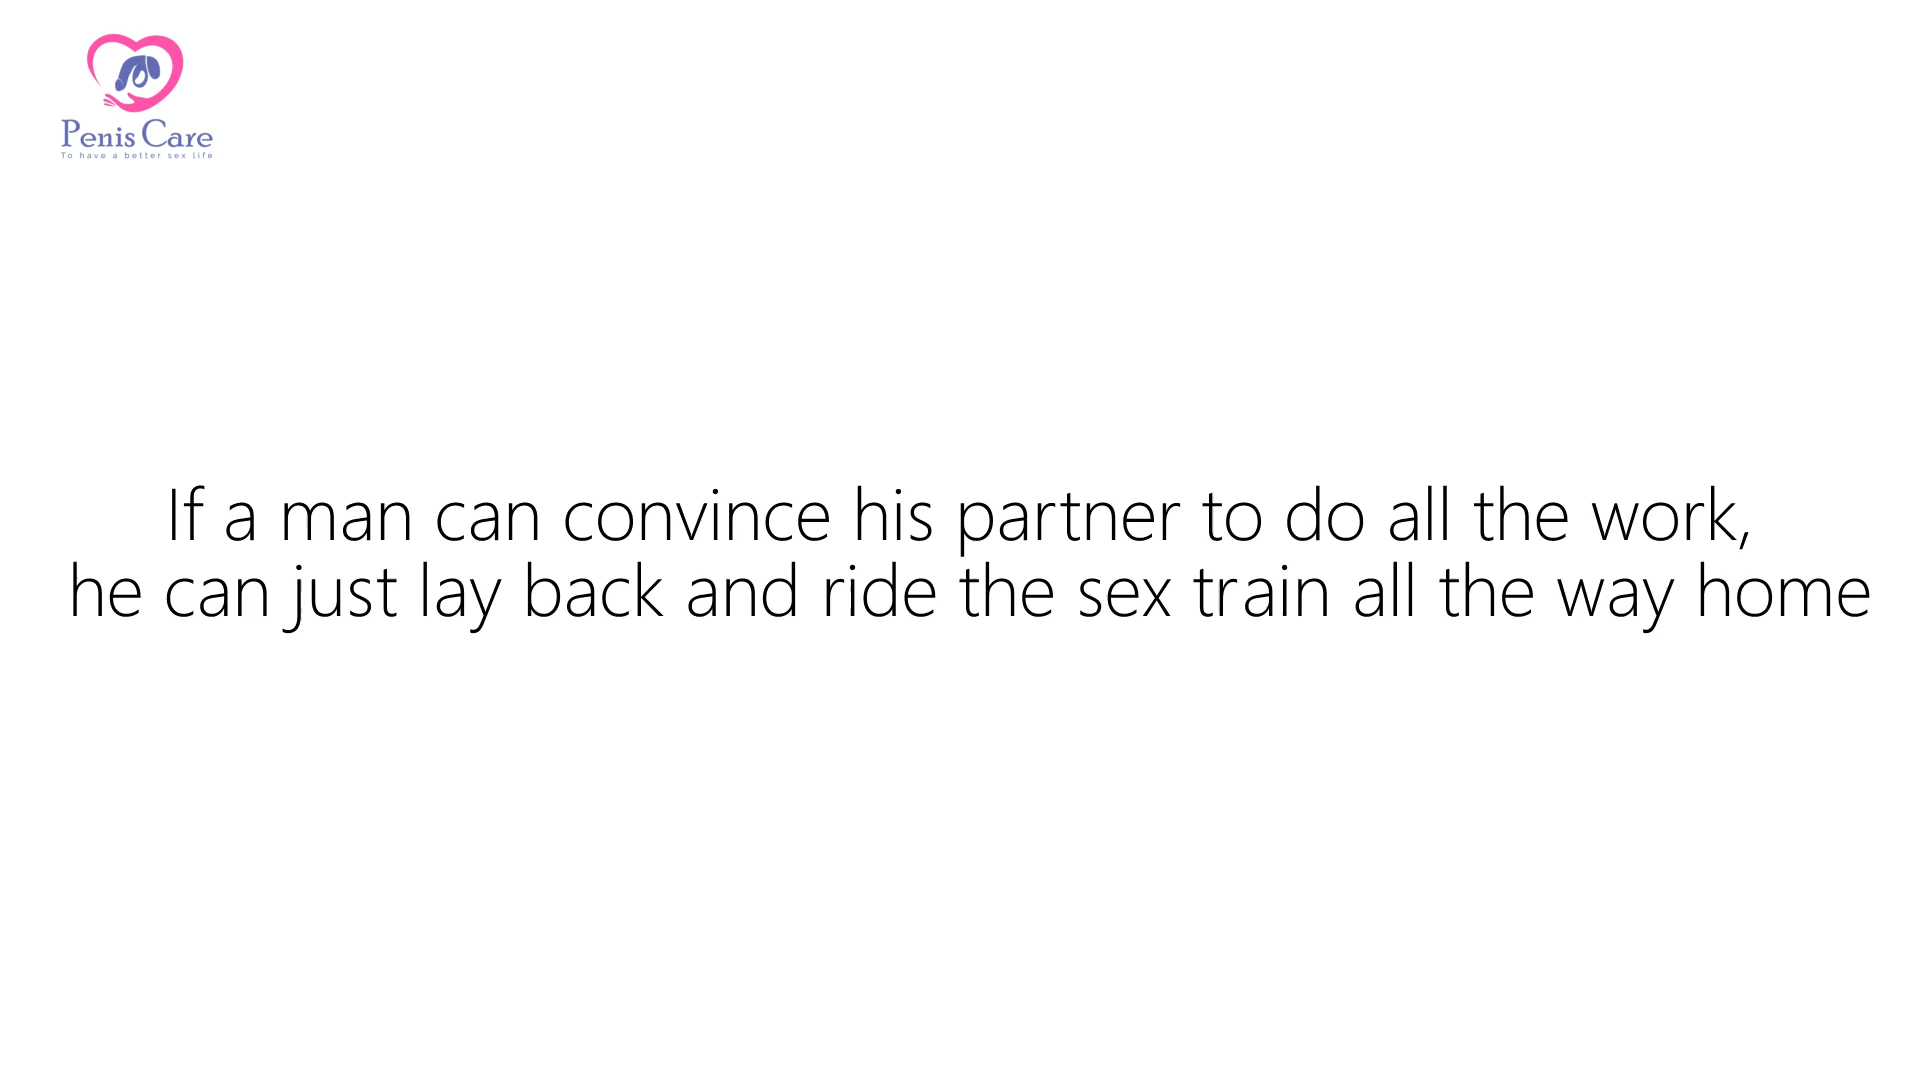 Penis Care
To have a better sex life
If a man can convince his partner to do all the work,
he can just lay back and ride the sex train all the way home